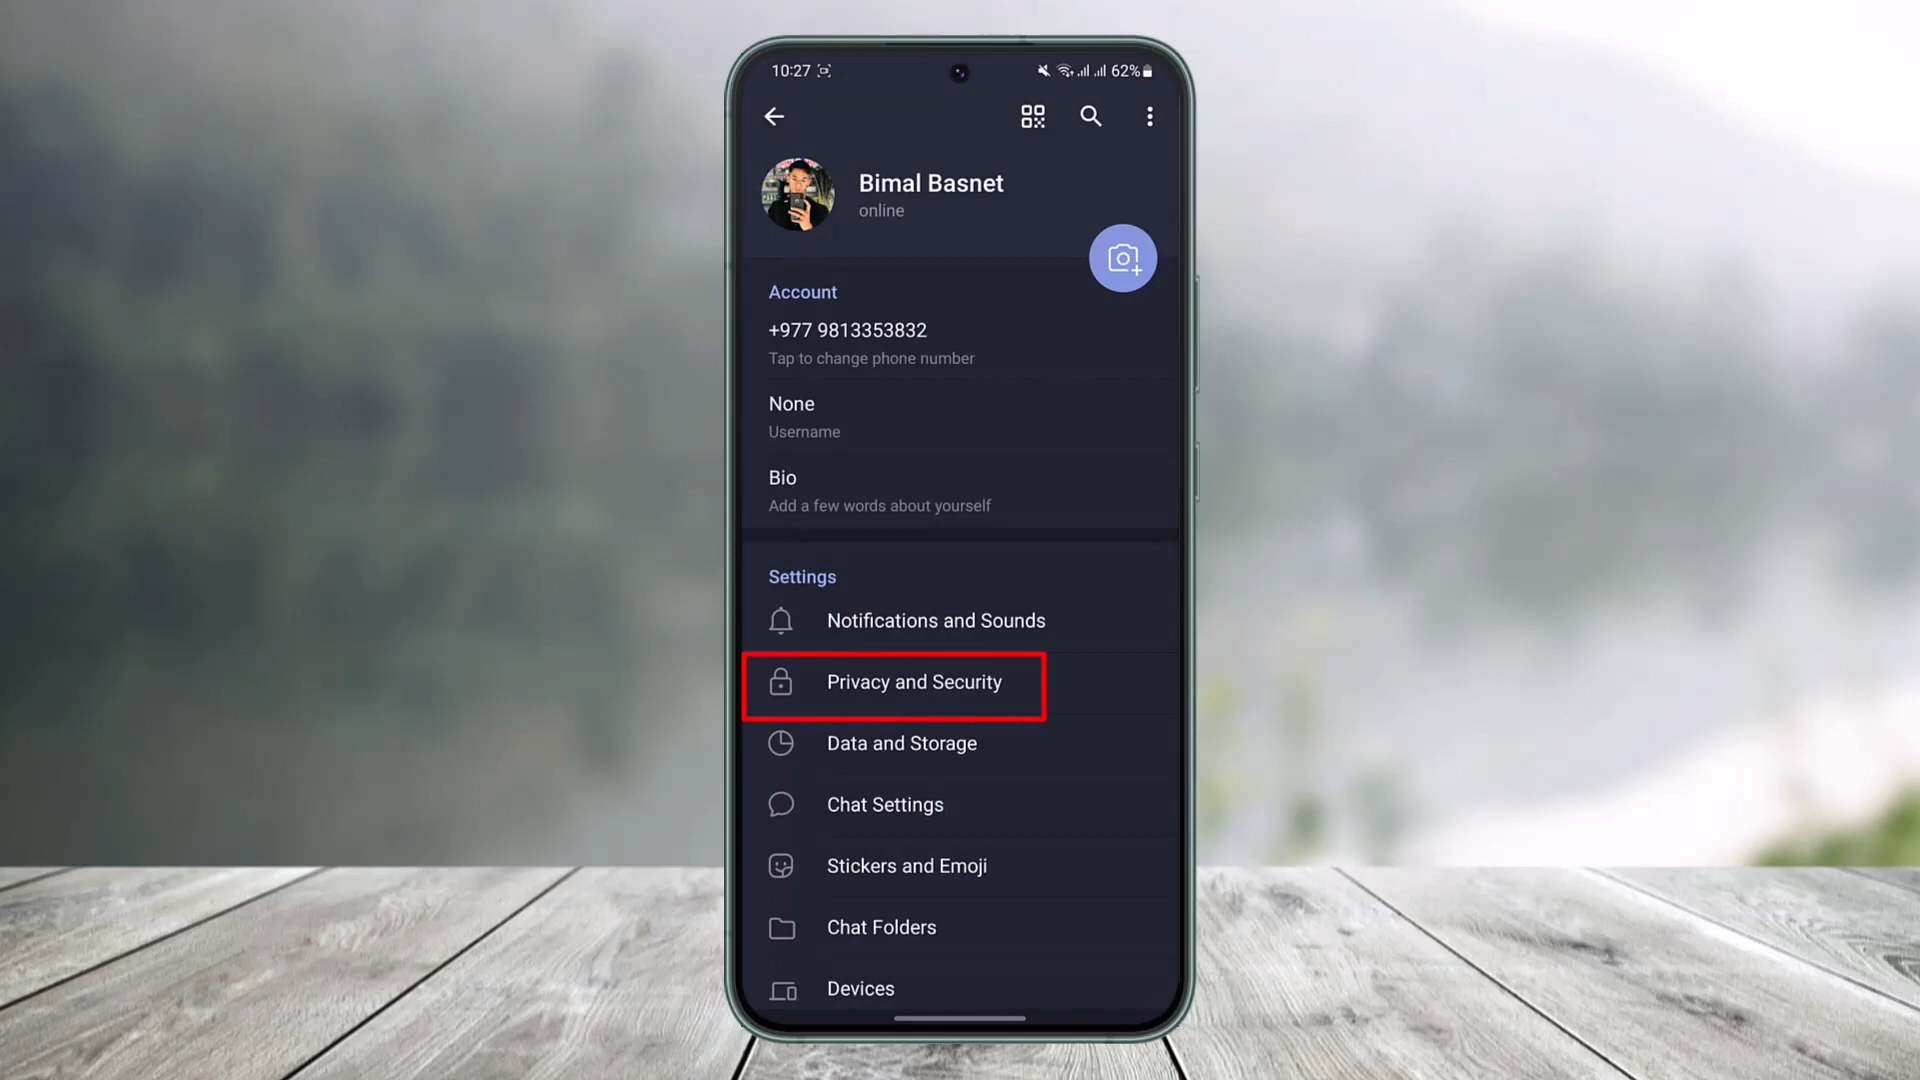 10:27 62%
Bimal Basnet
online
Account
+977 9813353832
Tap to change phone number
None
Username
Bio
Add a few words about yourself
Settings
Notifications and Sounds
Privacy and Security
Data and Storage
Chat Settings
Stickers and Emoji
Chat Folders
Devices